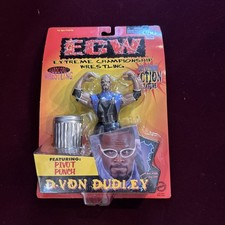 ECW
EXTREME CHAMPIONSHIP
WRESTLING
FEATURING:
PIVOT
PUNCH
D-VON DUDLEY